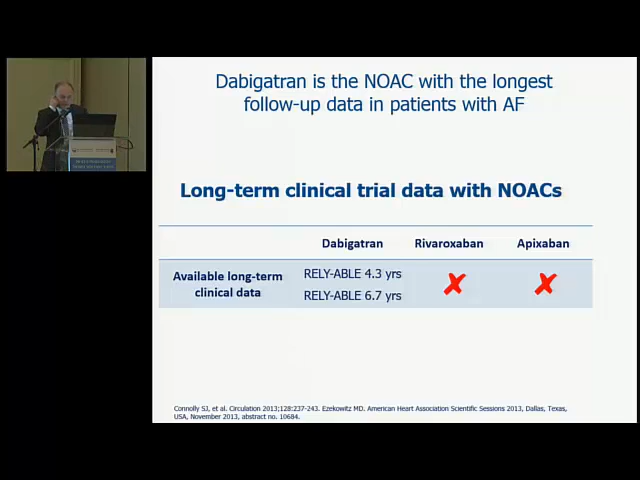 Dabigatran is the NOAC with the longest
follow-up data in patients with AF
Long-term clinical trial data with NOACs
Dabigatran Rivaroxaban Apixaban
Available long-term
clinical data
RELY-ABLE 4.3 yrs
RELY-ABLE 6.7 yrs
Connolly SJ, et al. Circulation 2013;128:237-243. Ezekowitz MD. American Heart Association Scientific Sessions 2013, Dallas, Texas,
USA, November 2013, abstract no. 10684.